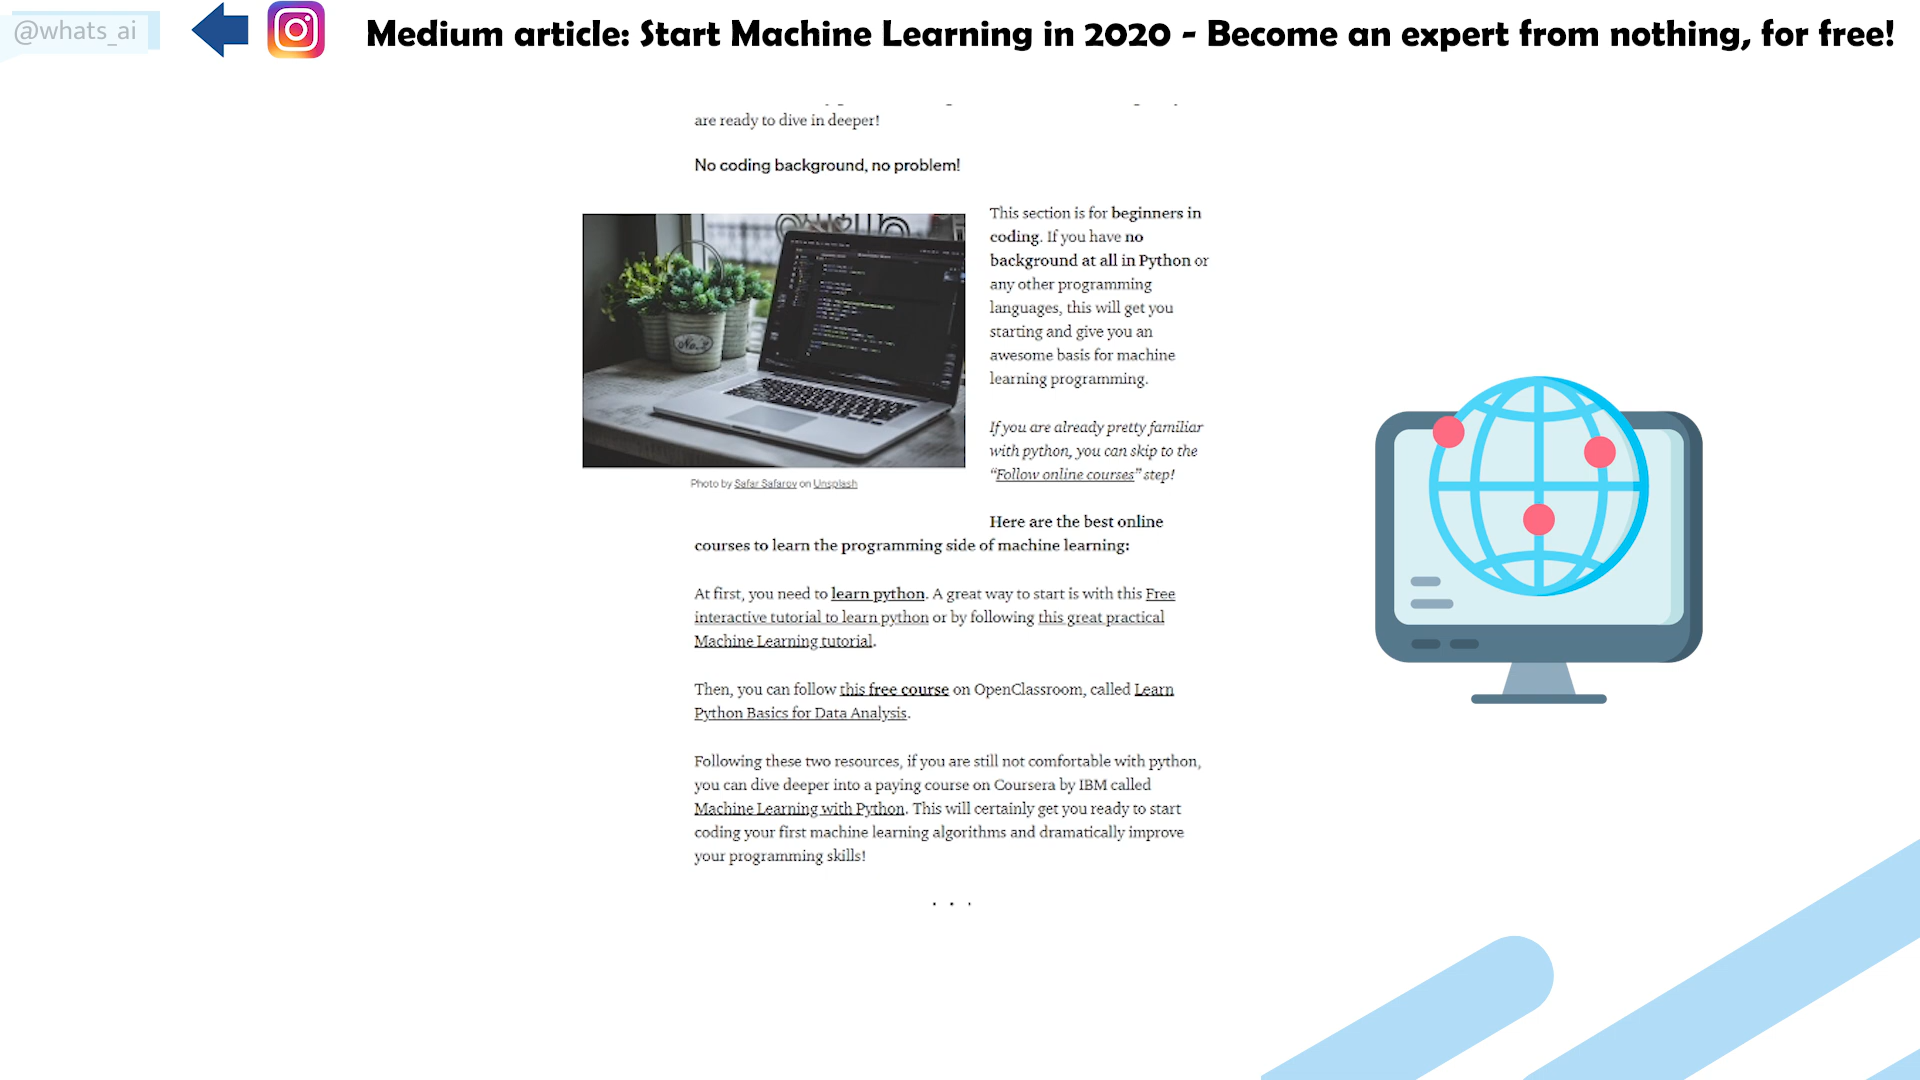 @whats_ai
Medium article: Start Machine Learning in 2020 - Become an expert from nothing, for free!
are ready to dive in deeper!
No coding background, no problem!
This section is for beginners in
coding. If you have no
background at all in Python or
any other programming
languages, this will get you
starting and give you an
awesome basis for machine
learning programming.
If you are already pretty familiar
with python, you can skip to the
“Follow online courses” step!
Photo by Safar Safarov on Unsplash
Here are the best online
courses to learn the programming side of machine learning:
At first, you need to learn python. A great way to start is with this Free
interactive tutorial to learn python or by following this great practical
Machine Learning tutorial.
Then, you can follow this free course on OpenClassroom, called Learn
Python Basics for Data Analysis.
Following these two resources, if you are still not comfortable with python,
you can dive deeper into a paying course on Coursera by IBM called
Machine Learning with Python. This will certainly get you ready to start
coding your first machine learning algorithms and dramatically improve
your programming skills!
. . .